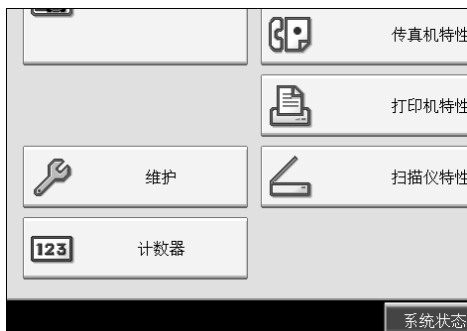 传真机特性
打印机特性
维护
扫描仪特性
123
计数器
系统状态